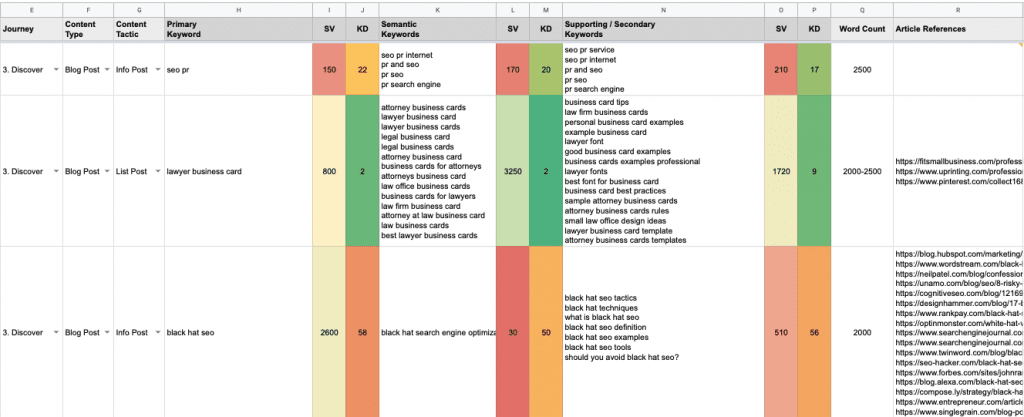 E F G H I J K L M N O P Q R
Journey Content Type Content Tactic Primary Keyword SV KD Semantic Keywords SV KD Supporting / Secondary Keywords SV KD Word Count Article References
3. Discover Blog Post Info Post seo pr 150 22
seo pr internet
pr and seo
pr seo
pr search engine
170 20
seo pr service
seo pr internet
pr and seo
pr seo
pr search engine
210 17 2500
3. Discover Blog Post List Post lawyer business card 800 2
attorney business cards
lawyer business card
lawyer business cards
legal business card
legal business cards
attorney business card
business cards for attorneys
attorneys business card
law office business cards
business cards for lawyers
law firm business card
attorney at law business card
law business cards
best lawyer business cards
3250 2
business card tips
law firm business cards
personal business card examples
example business card
lawyer font
good business card examples
business cards examples professional
lawyer fonts
best font for business card
business card best practices
sample attorney business cards
attorney business cards rules
small law office design ideas
lawyer business card template
attorney business cards templates
1720 9 2000-2500
https://fitsmallbusiness.com/profess
https://www.uprinting.com/professio
https://www.pinterest.com/collect168
3. Discover Blog Post Info Post black hat seo 2600 58
black hat search engine optimiza
30 50
black hat seo tactics
black hat techniques
what is black hat seo
black hat seo definition
black hat seo examples
black hat seo tools
should you avoid black hat seo?
510 56 2000
https://blog.hubspot.com/marketing/
https://www.wordstream.com/black-
https://neilpatel.com/blog/confession
https://unamo.com/blog/seo/8-risky-
https://cognitiveseo.com/blog/12169
https://designhammer.com/blog/17-
https://www.rankpay.com/black-hat-
https://optinmonster.com/white-hat-v
https://www.searchenginejournal.co
https://www.searchenginejournal.co
https://www.twinword.com/blog/blac
https://seo-hacker.com/black-hat-se
https://www.forbes.com/sites/johnra
https://blog.alexa.com/black-hat-sec
https://compose.ly/strategy/black-ha
https://www.entrepreneur.com/article
https://www.singlegrain.com/blog-po